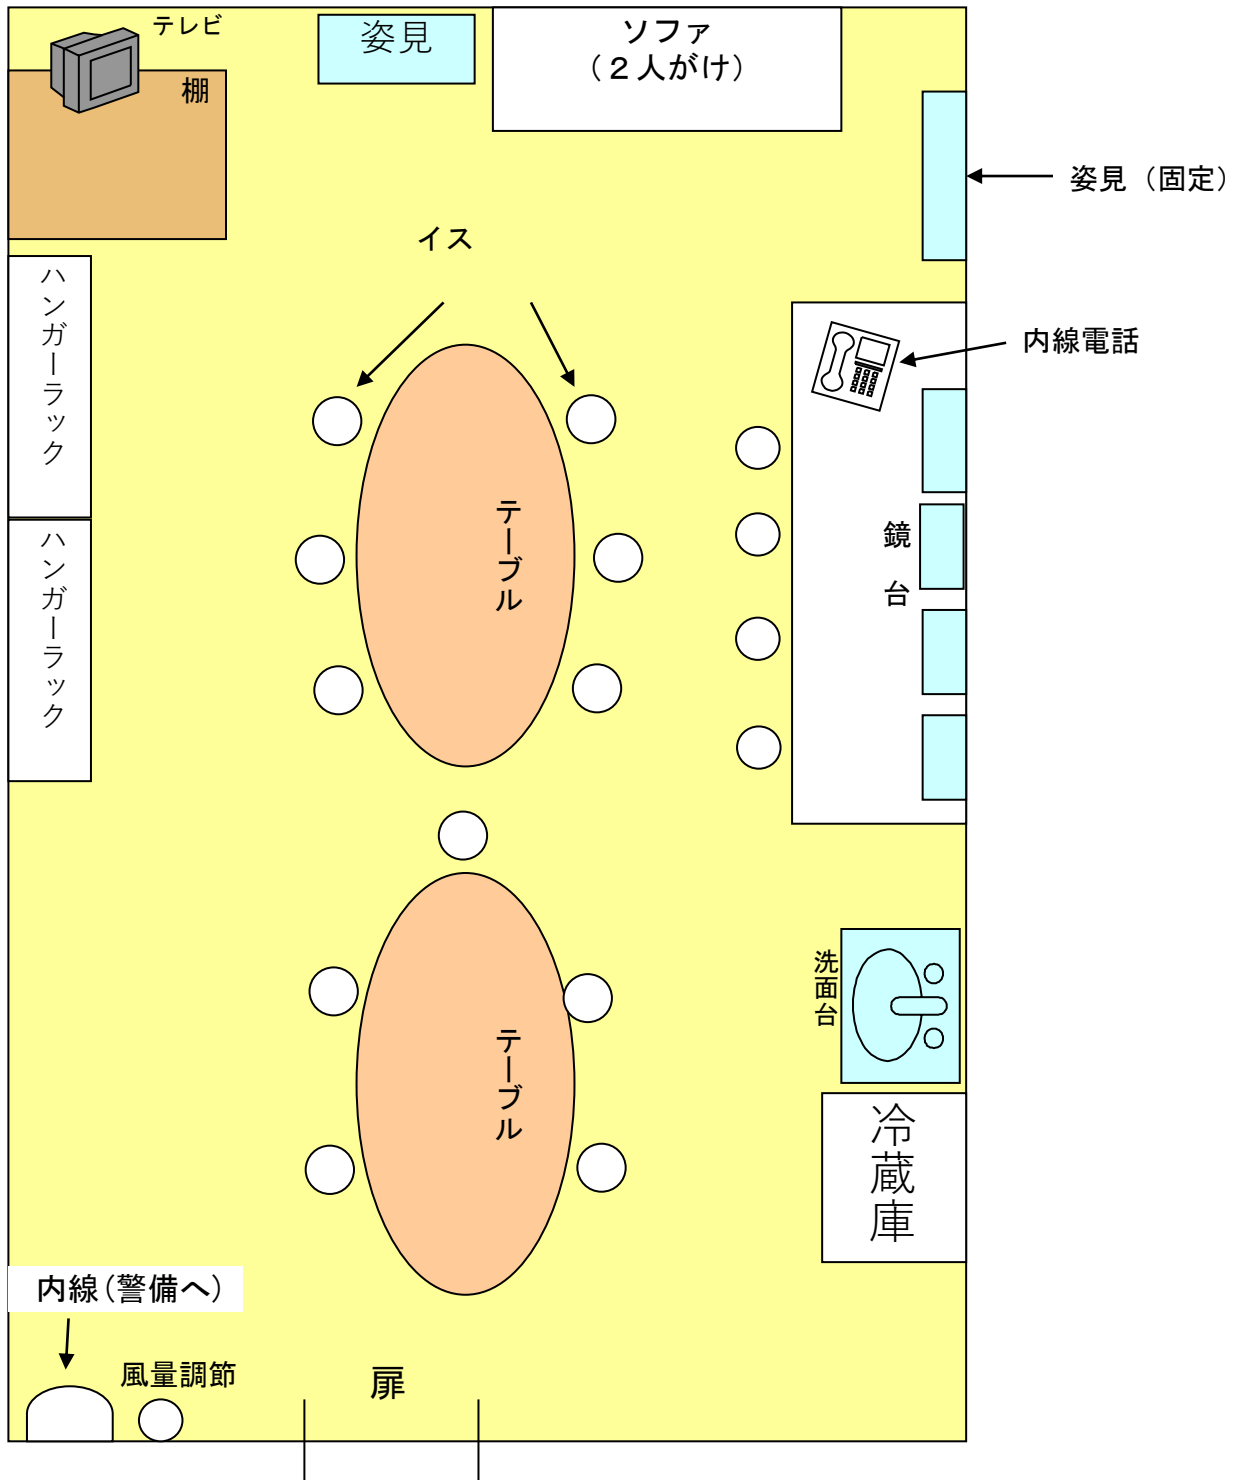 テレビ
棚
姿見
ソファ
（２人がけ）
姿見（固定）
イス
ハンガーラック
内線電話
テーブル
鏡台
ハンガーラック
洗面台
テーブル
冷蔵庫
内線（警備へ）
風量調節
扉